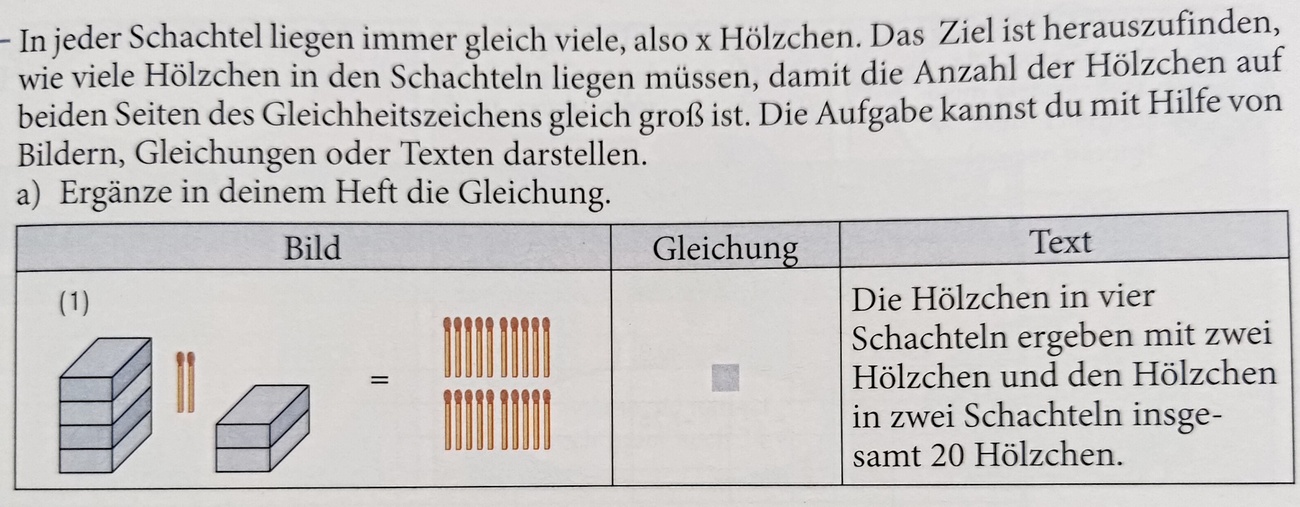 - In jeder Schachtel liegen immer gleich viele, also x Hölzchen. Das Ziel ist herauszufinden,
wie viele Hölzchen in den Schachteln liegen müssen, damit die Anzahl der Hölzchen auf
beiden Seiten des Gleichheitszeichens gleich groß ist. Die Aufgabe kannst du mit Hilfe von
Bildern, Gleichungen oder Texten darstellen.
a) Ergänze in deinem Heft die Gleichung.
Bild Gleichung Text
(1)
=
Die Hölzchen in vier
Schachteln ergeben mit zwei
Hölzchen und den Hölzchen
in zwei Schachteln insge-
samt 20 Hölzchen.